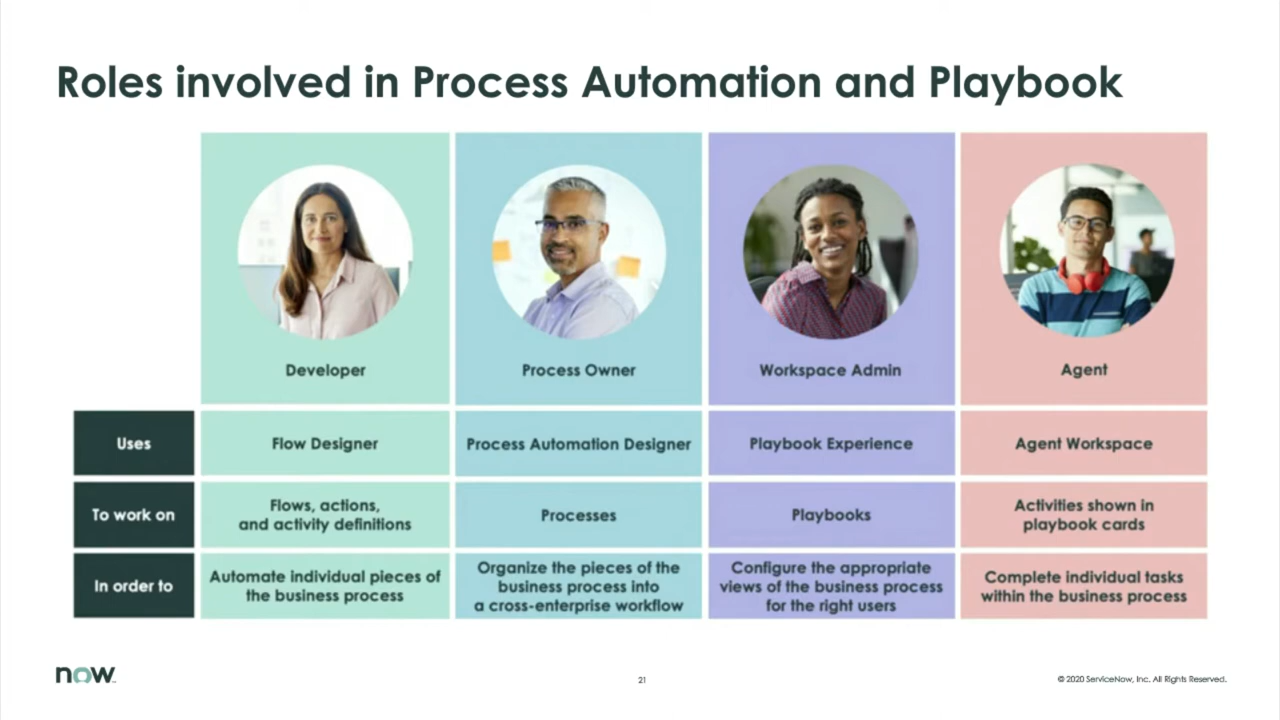 Roles involved in Process Automation and Playbook
Developer
Process Owner
Workspace Admin
Agent
Uses
Flow Designer
Process Automation Designer
Playbook Experience
Agent Workspace
To work on
Flows, actions,
and activity definitions
Processes
Playbooks
Activities shown in
playbook cards
In order to
Automate individual pieces of
the business process
Organize the pieces of the
business process into
a cross-enterprise workflow
Configure the appropriate
views of the business process
for the right users
Complete individual tasks
within the business process
now
21
© 2020 ServiceNow, Inc. All Rights Reserved.